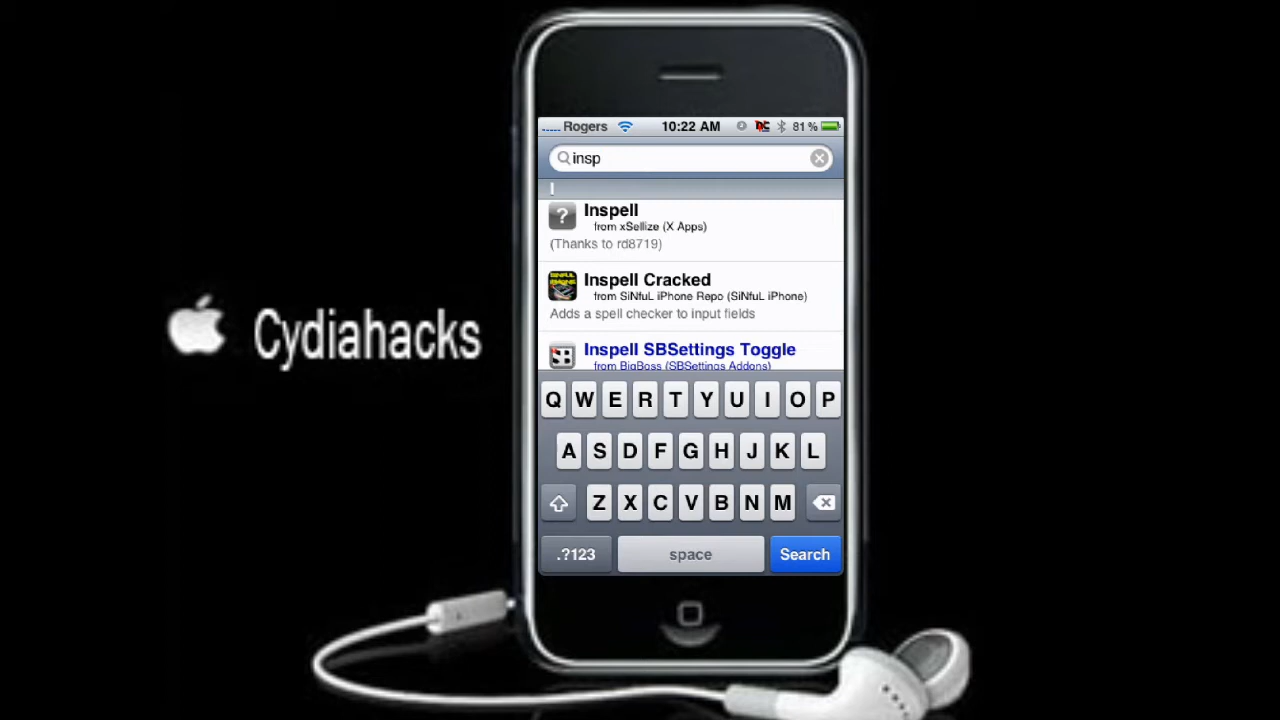 Rogers 10:22 AM 81%
insp
I
Inspell
from xSellize (X Apps)
(Thanks to rd8719)
Inspell Cracked
from SiNfuL iPhone Repo (SiNfuL iPhone)
Adds a spell checker to input fields
Inspell SBSettings Toggle
from BigBoss (SBSettings Addons)
Cydiahacks
Q W E R T Y U I O P
A S D F G H J K L
Z X C V B N M
.?123 space Search